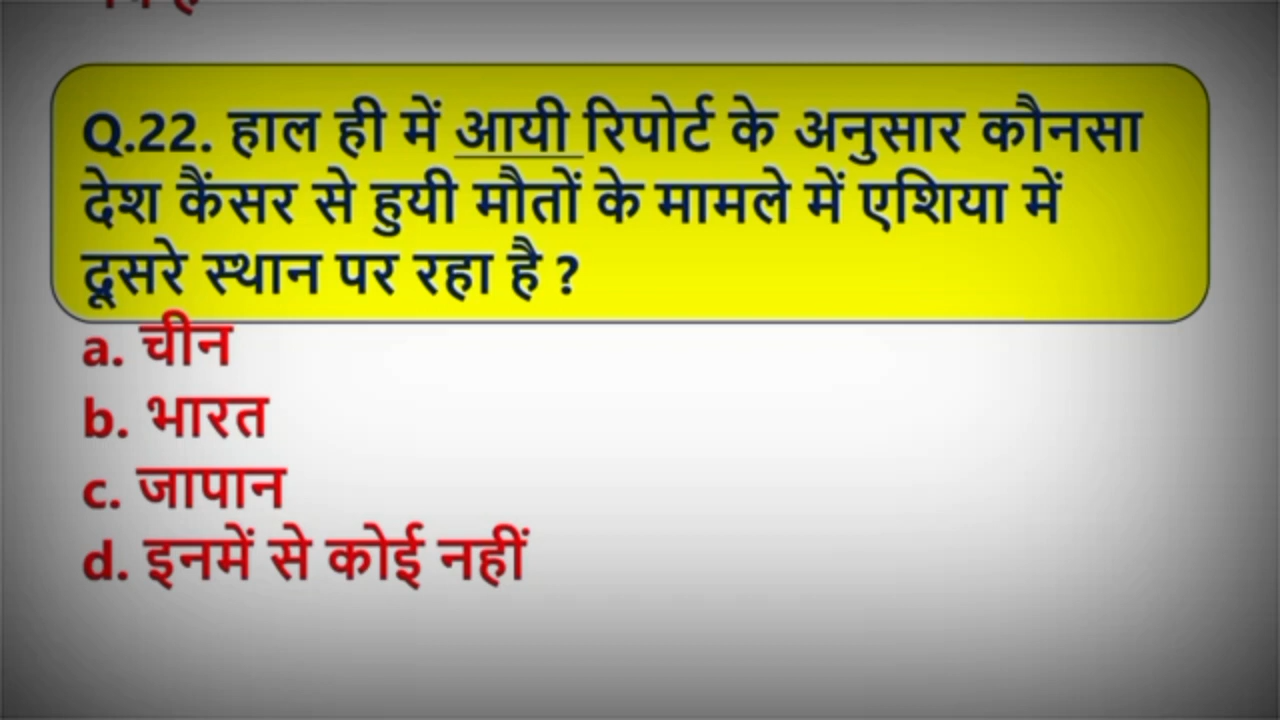 Q.22. हाल ही में आयी रिपोर्ट के अनुसार कौनसा
देश कैंसर से हुयी मौतों के मामले में एशिया में
दूसरे स्थान पर रहा है ?
a. चीन
b. भारत
c. जापान
d. इनमें से कोई नहीं